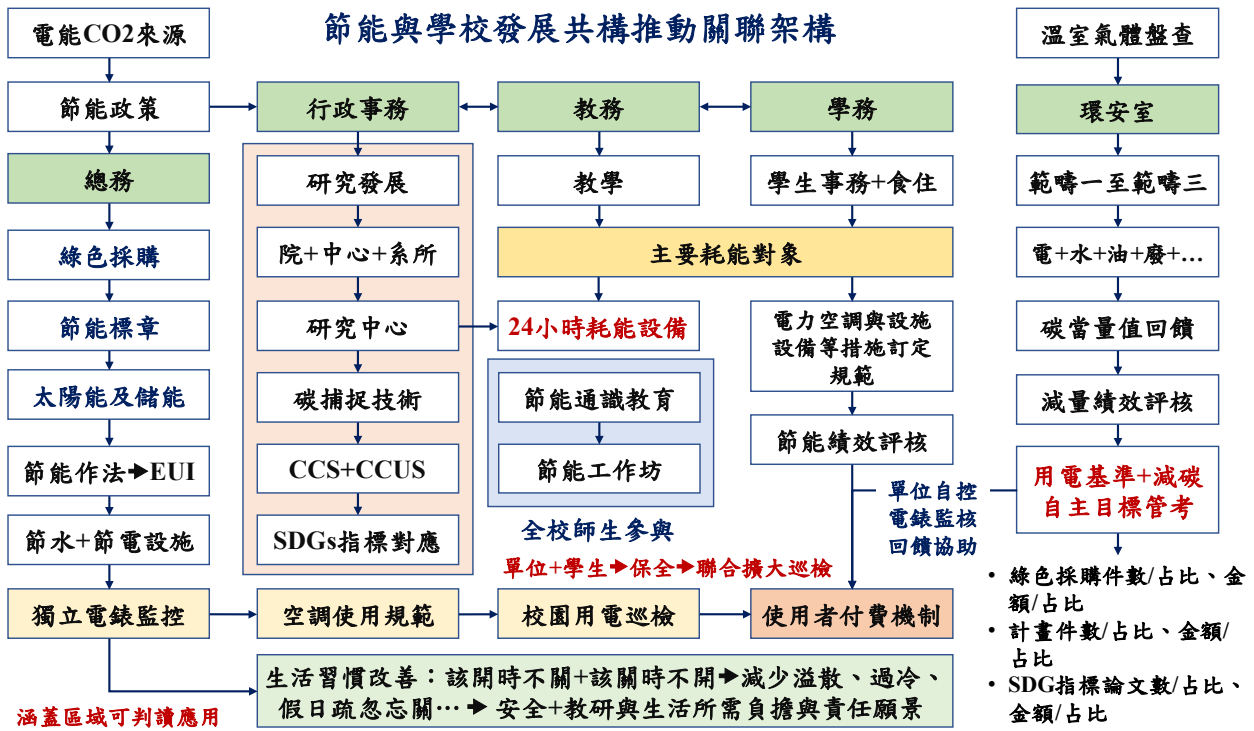 節能與學校發展共構推動關聯架構
電能CO2來源
節能政策
總務
綠色採購
節能標章
太陽能及儲能
節能作法➔EUI
節水+節電設施
獨立電錶監控
涵蓋區域可判讀應用
行政事務
研究發展
院+中心+系所
研究中心
碳捕捉技術
CCS+CCUS
SDGs指標對應
空調使用規範
教務
教學
主要耗能對象
24小時耗能設備
節能通識教育
節能工作坊
全校師生參與
單位+學生➔保全➔聯合擴大巡檢
校園用電巡檢
學務
學生事務+食住
電力空調與設施
設備等措施訂定
規範
節能績效評核
單位自控
電錶監核
回饋協助
使用者付費機制
生活習慣改善：該開時不關+該關時不開➔減少溢散、過冷、
假日疏忽忘關… ➔ 安全+教研與生活所需負擔與責任願景
溫室氣體盤查
環安室
範疇一至範疇三
電+水+油+廢+…
碳當量值回饋
減量績效評核
用電基準+減碳
自主目標管考
• 綠色採購件數/占比、金
額/占比
• 計畫件數/占比、金額/
占比
• SDG指標論文數/占比、
金額/占比